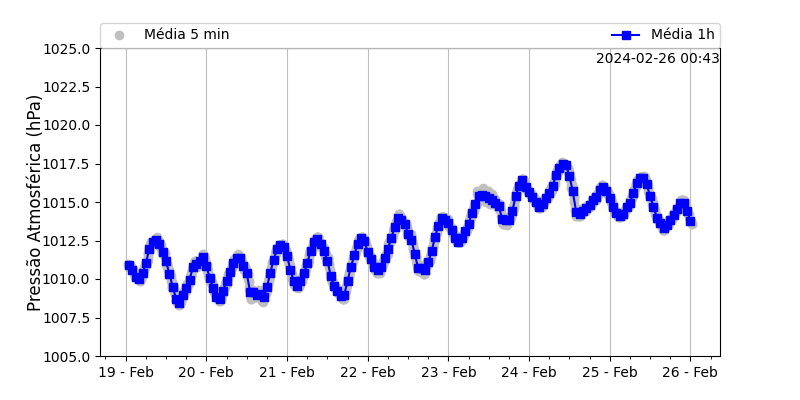 Média 5 min
Média 1h
2024-02-26 00:43
Pressão Atmosférica (hPa)
1025.0
1022.5
1020.0
1017.5
1015.0
1012.5
1010.0
1007.5
1005.0
19 - Feb
20 - Feb
21 - Feb
22 - Feb
23 - Feb
24 - Feb
25 - Feb
26 - Feb